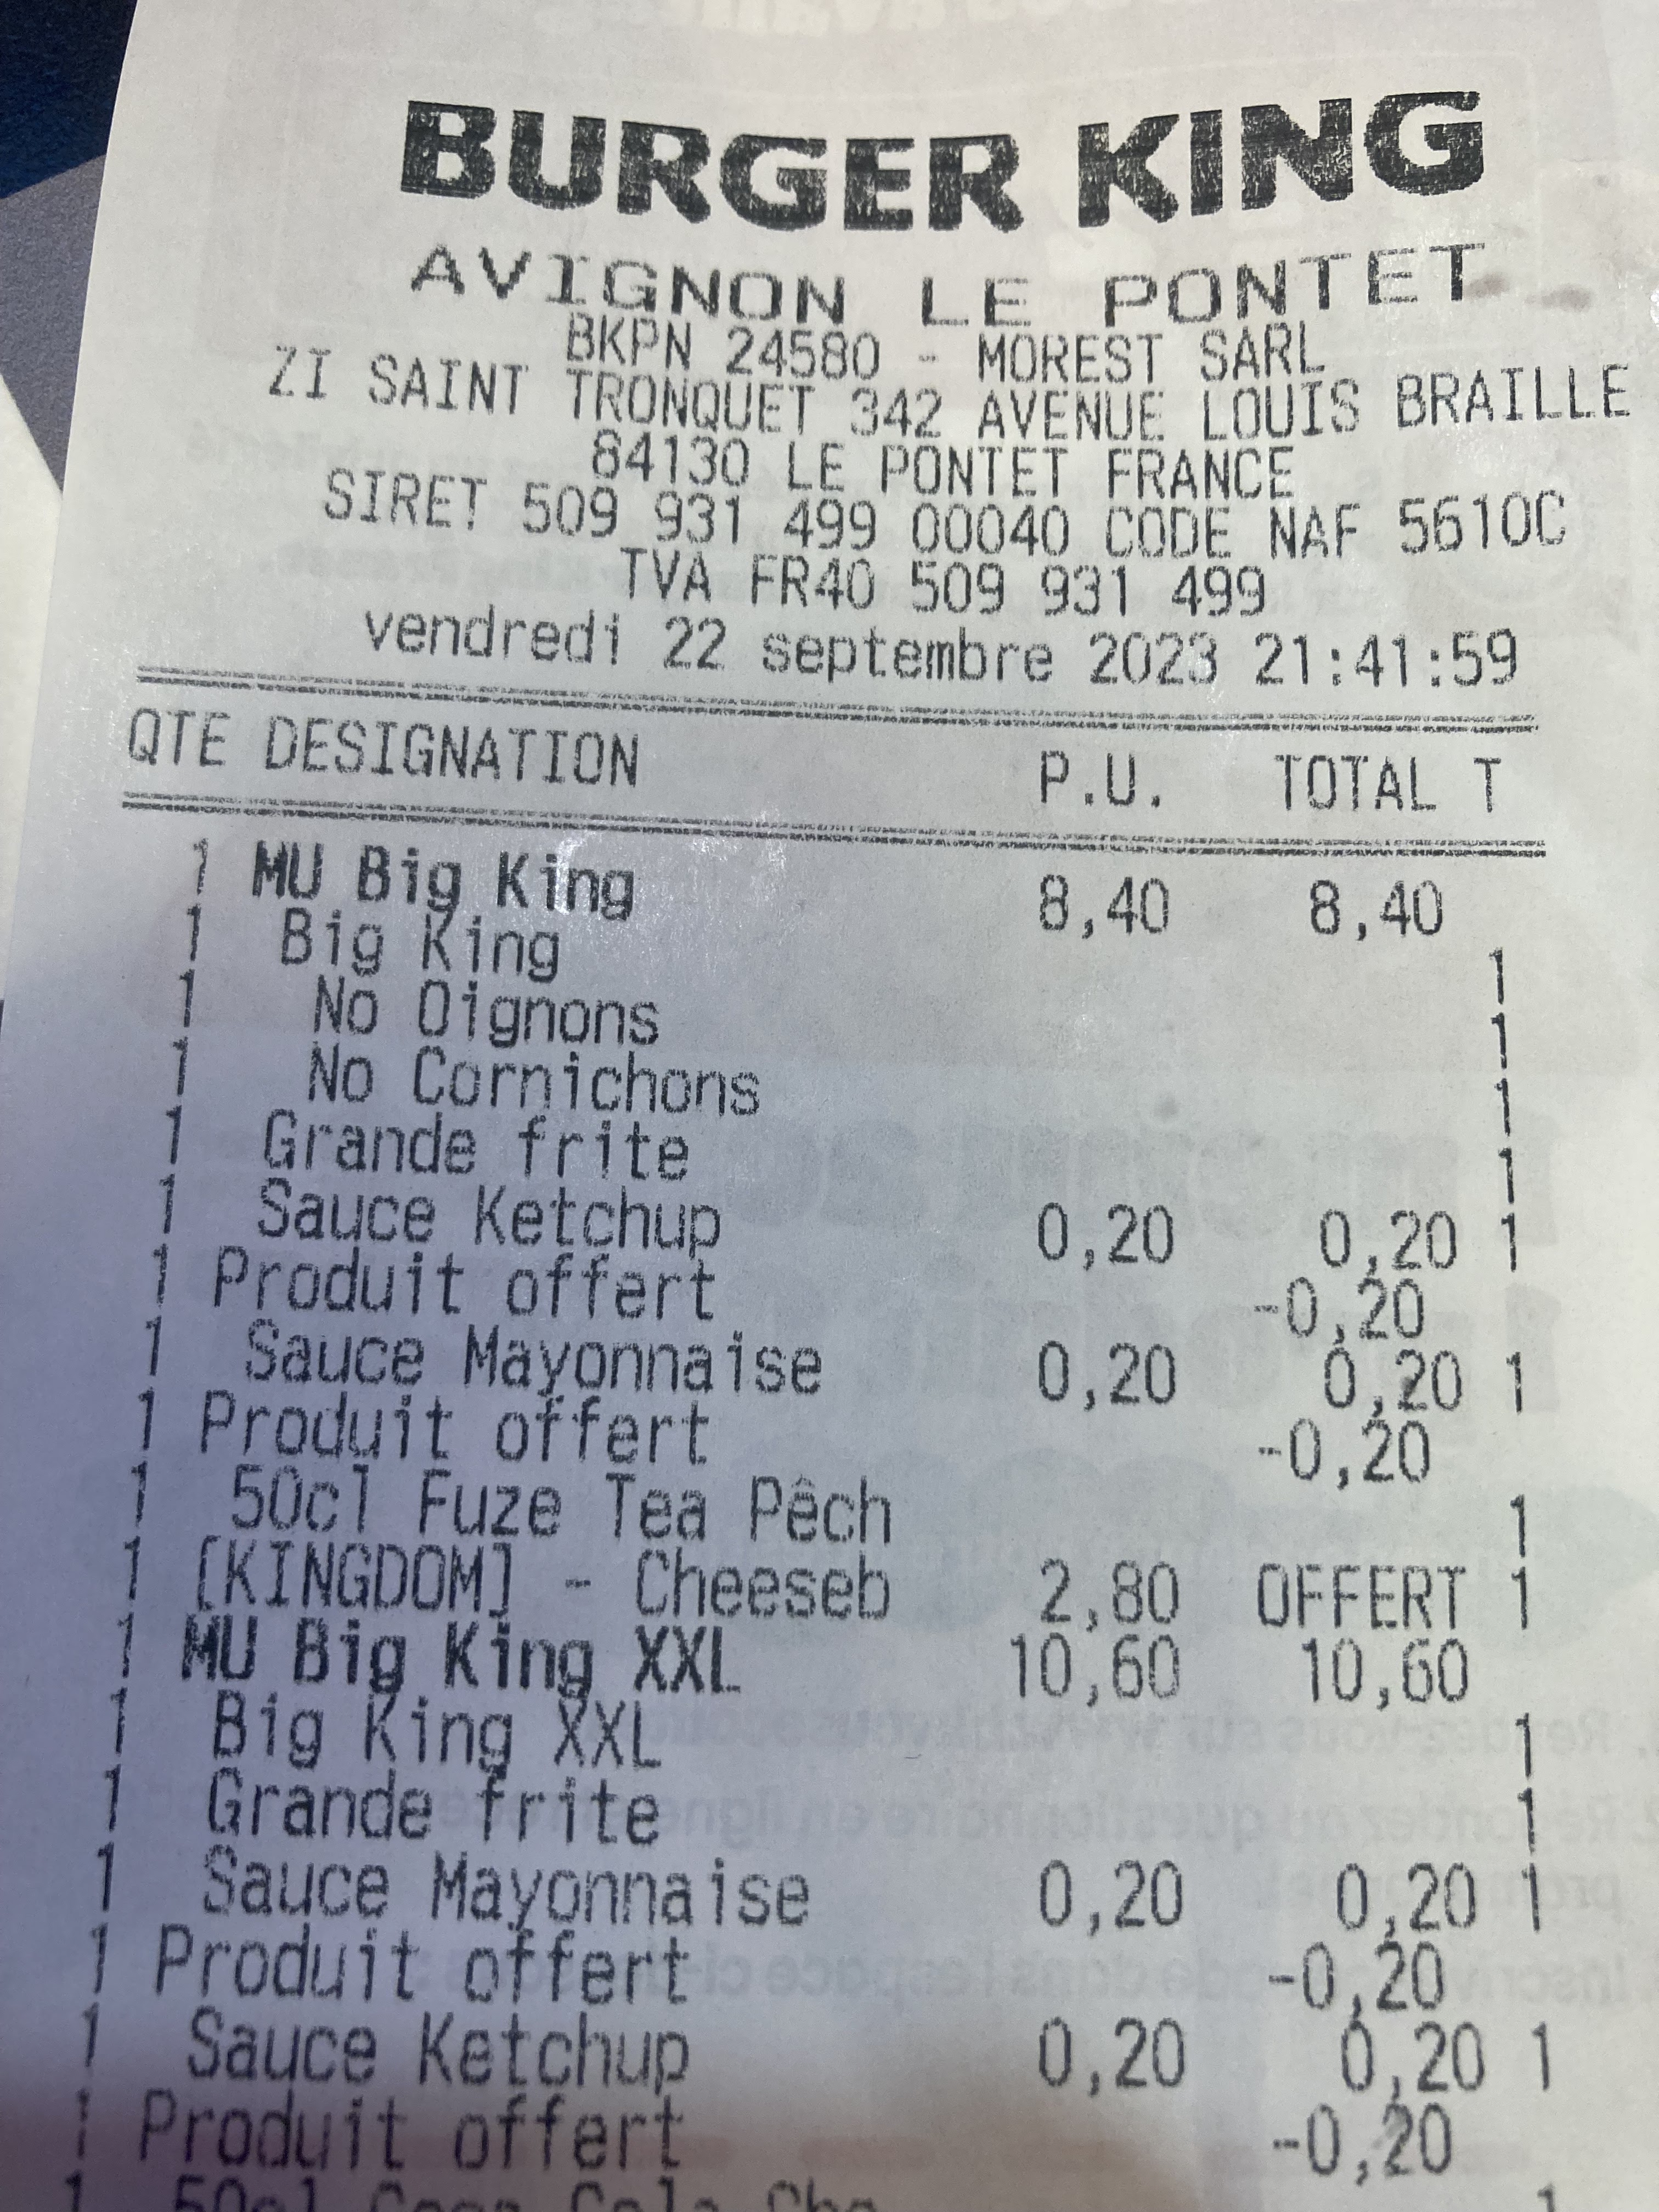 BURGER KING
AVIGNON LE PONTET
BKPN 24580 - MOREST SARL
ZI SAINT TRONQUET 342 AVENUE LOUIS BRAILLE
84130 LE PONTET FRANCE
SIRET 509 931 499 00040 CODE NAF 5610C
TVA FR40 509 931 499
vendredi 22 septembre 2023 21:41:59
QTE DESIGNATION P.U. TOTAL T
1 MU Big King 8,40 8,40
1 Big King 1
1 No Oignons 1
1 No Cornichons 1
1 Grande frite 1
1 Sauce Ketchup 0,20 0,20 1
1 Produit offert -0,20
1 Sauce Mayonnaise 0,20 0,20 1
1 Produit offert -0,20
1 50cl Fuze Tea Pêch 1
1 [KINGDOM] - Cheeseb 2,80 OFFERT 1
1 MU Big King XXL 10,60 10,60
1 Big King XXL 1
1 Grande frite 1
1 Sauce Mayonnaise 0,20 0,20 1
1 Produit offert -0,20
1 Sauce Ketchup 0,20 0,20 1
1 Produit offert -0,20
1 50cl Coca Cola Che 1